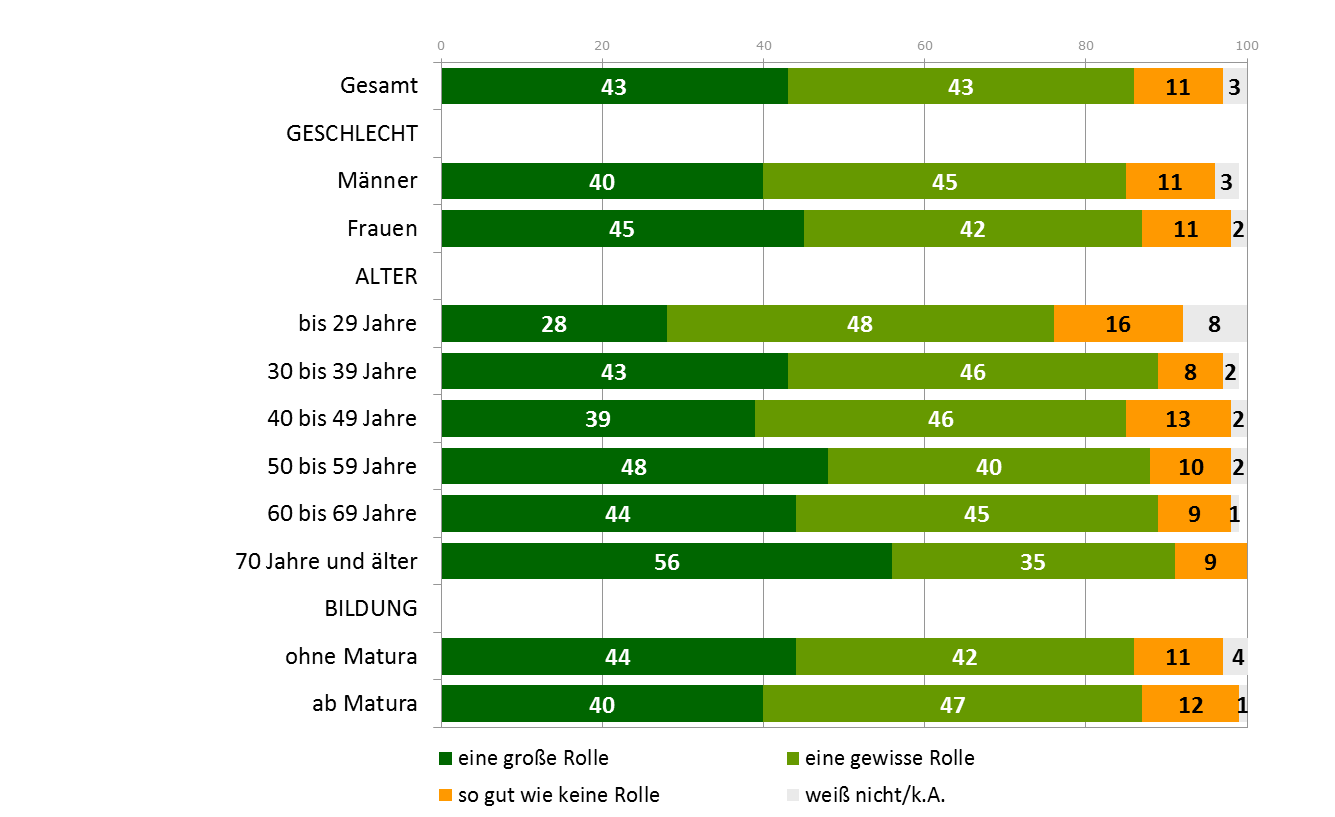 0 20 40 60 80 100
Gesamt 43 43 11 3
GESCHLECHT
Männer 40 45 11 3
Frauen 45 42 11 2
ALTER
bis 29 Jahre 28 48 16 8
30 bis 39 Jahre 43 46 8 2
40 bis 49 Jahre 39 46 13 2
50 bis 59 Jahre 48 40 10 2
60 bis 69 Jahre 44 45 9 1
70 Jahre und älter 56 35 9
BILDUNG
ohne Matura 44 42 11 4
ab Matura 40 47 12 1
eine große Rolle eine gewisse Rolle
so gut wie keine Rolle weiß nicht/k.A.